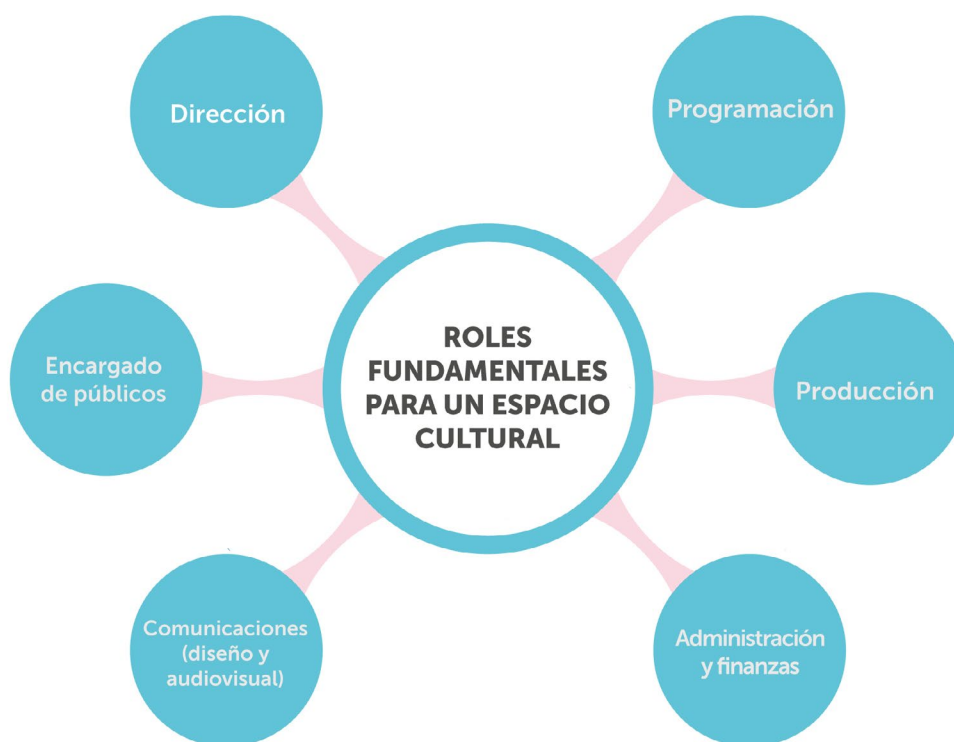 Dirección
Programación
Encargado
de públicos
ROLES
FUNDAMENTALES
PARA UN ESPACIO
CULTURAL
Producción
Comunicaciones
(diseño y
audiovisual)
Administración
y finanzas